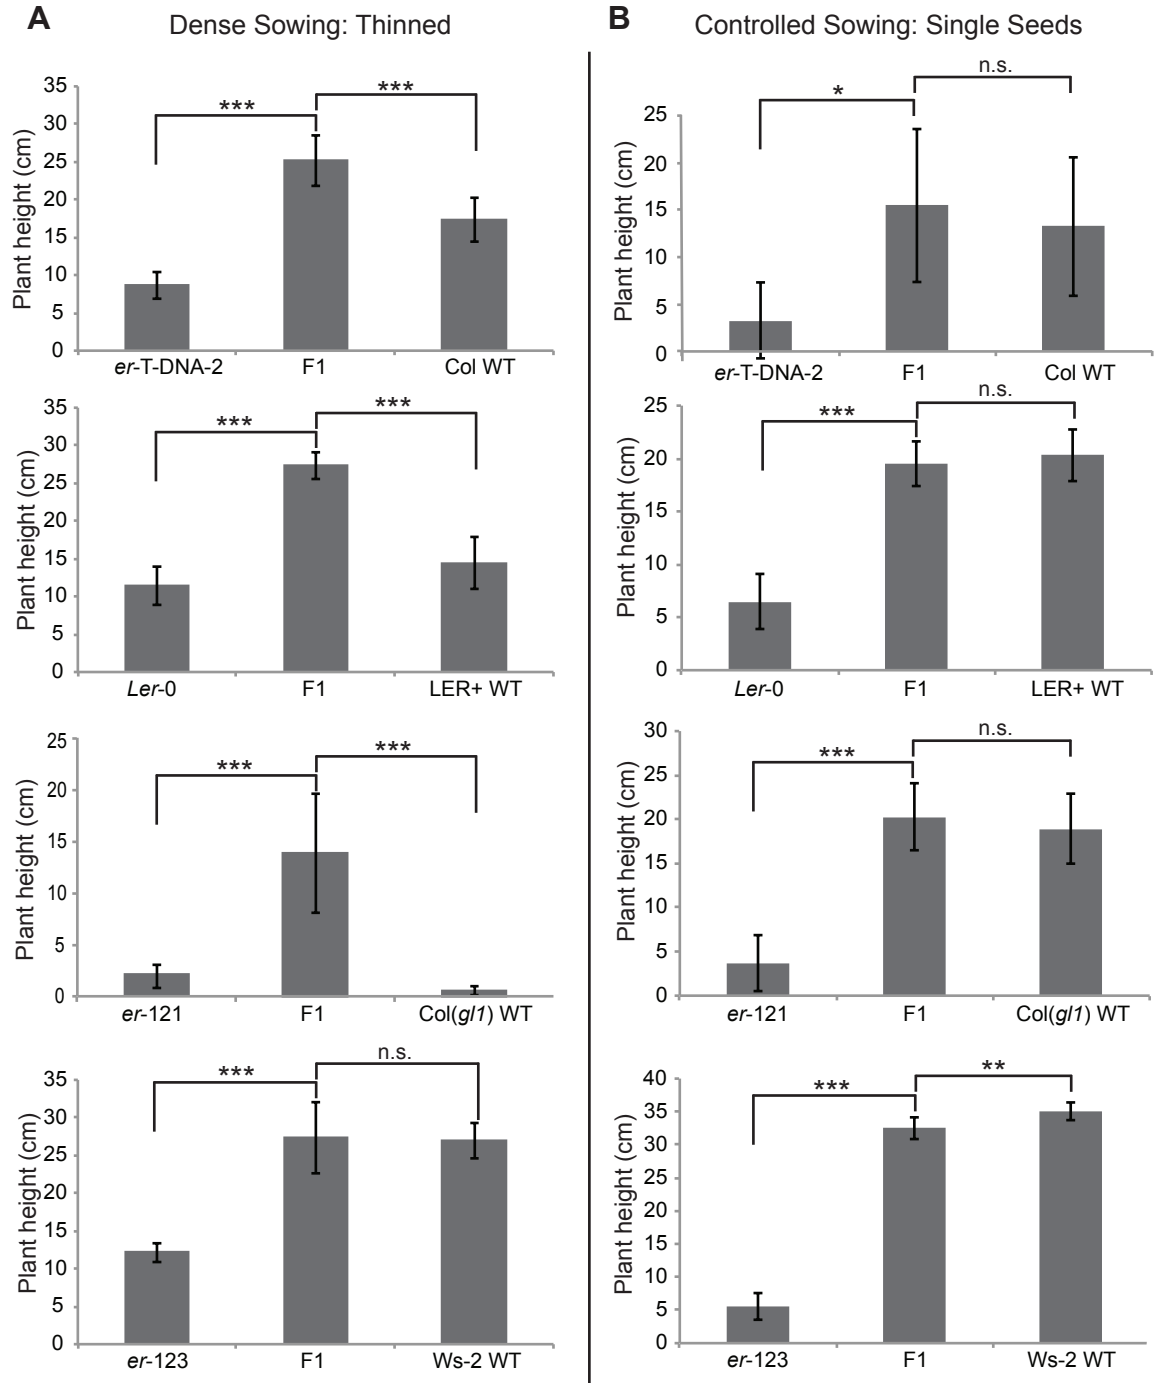 A
Dense Sowing: Thinned
35
30
25
20
15
10
5
0
Plant height (cm)
***
***
er-T-DNA-2 F1 Col WT
35
30
25
20
15
10
5
0
Plant height (cm)
***
***
Ler-0 F1 LER+ WT
25
20
15
10
5
0
Plant height (cm)
***
***
er-121 F1 Col(gl1) WT
35
30
25
20
15
10
5
0
Plant height (cm)
***
n.s.
er-123 F1 Ws-2 WT
B
Controlled Sowing: Single Seeds
25
20
15
10
5
0
Plant height (cm)
*
n.s.
er-T-DNA-2 F1 Col WT
25
20
15
10
5
0
Plant height (cm)
***
n.s.
Ler-0 F1 LER+ WT
30
25
20
15
10
5
0
Plant height (cm)
***
n.s.
er-121 F1 Col(gl1) WT
40
35
30
25
20
15
10
5
0
Plant height (cm)
***
**
er-123 F1 Ws-2 WT